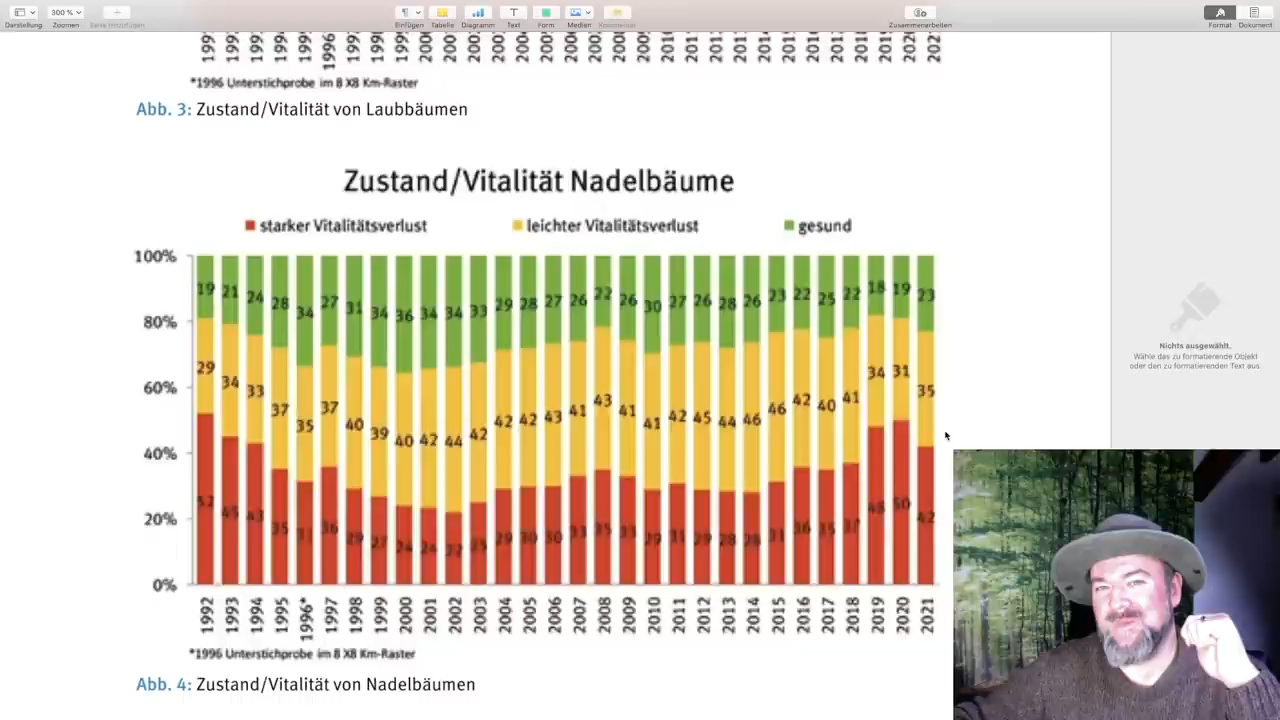 Darstellung
300 %
Zoomen
Seite hinzufügen
Einfügen
Tabelle
Diagramm
Text
Form
Medien
Kommentar
Zusammenarbeiten
Format
Dokument
1996
*1996 Unterstichprobe im 8 X8 Km-Raster
Abb. 3: Zustand/Vitalität von Laubbäumen
Zustand/Vitalität Nadelbäume
starker Vitalitätsverlust
leichter Vitalitätsverlust
gesund
100%
80%
60%
40%
20%
0%
19 21 24 28 34 27 31 34 36 34 34 33 29 28 27 26 22 26 30 27 26 28 26 23 22 25 22 18 19 23
29 34 33 37 35 37 40 39 40 42 44 42 42 42 43 41 43 41 41 42 45 44 46 46 42 40 41 34 31 35
52 45 43 35 31 36 29 27 24 24 22 25 29 30 30 33 35 33 29 31 29 28 28 31 36 35 37 48 50 42
1992 1993 1994 1995 1996* 1997 1998 1999 2000 2001 2002 2003 2004 2005 2006 2007 2008 2009 2010 2011 2012 2013 2014 2015 2016 2017 2018 2019 2020 2021
*1996 Unterstichprobe im 8 X8 Km-Raster
Abb. 4: Zustand/Vitalität von Nadelbäumen
Nichts ausgewählt.
Wähle das zu formatierende Objekt
oder den zu formatierenden Text aus.